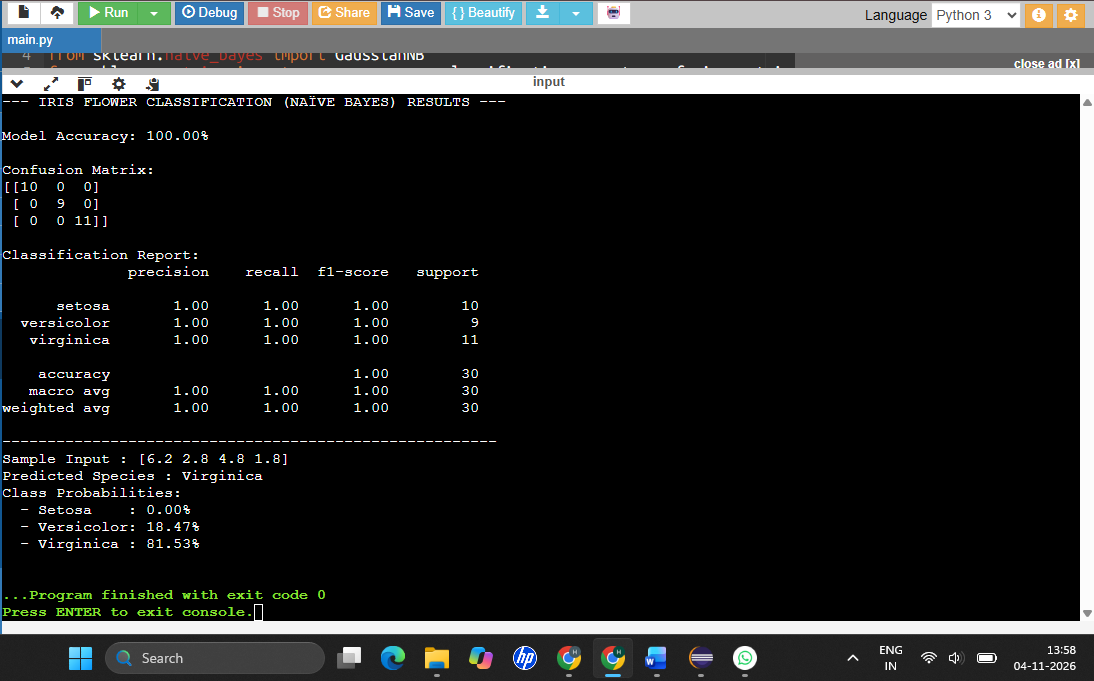 Run Debug Stop Share Save { } Beautify Language Python 3
main.py
4 from sklearn.naive_bayes import GaussianNB
close ad [x]
input
--- IRIS FLOWER CLASSIFICATION (NAÏVE BAYES) RESULTS ---
Model Accuracy: 100.00%
Confusion Matrix:
[[10  0  0]
 [ 0  9  0]
 [ 0  0 11]]
Classification Report:
              precision    recall  f1-score   support
      setosa       1.00      1.00      1.00        10
  versicolor       1.00      1.00      1.00         9
   virginica       1.00      1.00      1.00        11
    accuracy                           1.00        30
   macro avg       1.00      1.00      1.00        30
weighted avg       1.00      1.00      1.00        30
-------------------------------------------------------
Sample Input : [6.2 2.8 4.8 1.8]
Predicted Species : Virginica
Class Probabilities:
  - Setosa    : 0.00%
  - Versicolor: 18.47%
  - Virginica : 81.53%
...Program finished with exit code 0
Press ENTER to exit console.
Search
hp
H
H
W
ENG
IN
13:58
04-11-2026